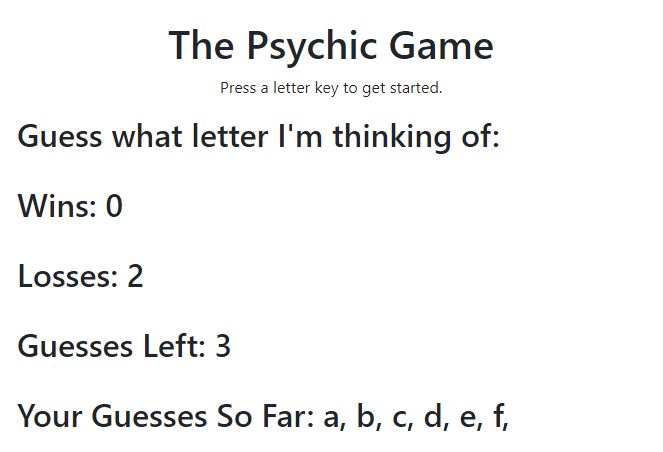 The Psychic Game
Press a letter key to get started.
Guess what letter I'm thinking of:
Wins: 0
Losses: 2
Guesses Left: 3
Your Guesses So Far: a, b, c, d, e, f,